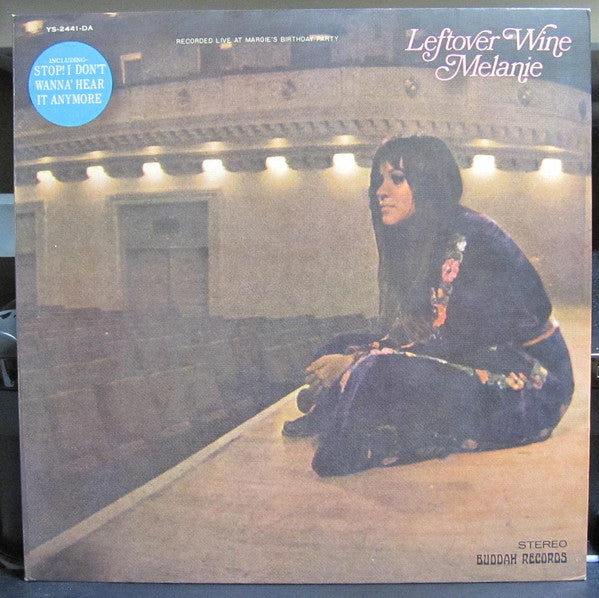 YS-2441-DA
RECORDED LIVE AT MARGIE'S BIRTHDAY PARTY
Leftover Wine
Melanie
INCLUDING-
STOP! I DON'T
WANNA' HEAR
IT ANYMORE
STEREO
BUDDAH RECORDS